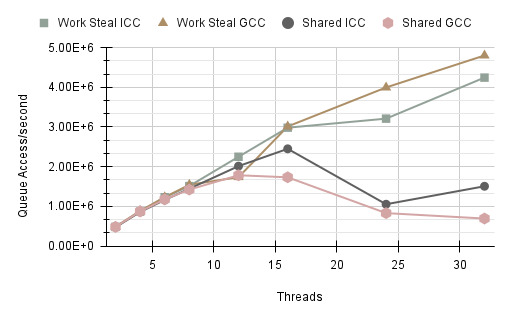 Work Steal ICC Work Steal GCC Shared ICC Shared GCC
5.00E+6
4.00E+6
3.00E+6
2.00E+6
1.00E+6
0.00E+0
Queue Access/second
5 10 15 20 25 30
Threads